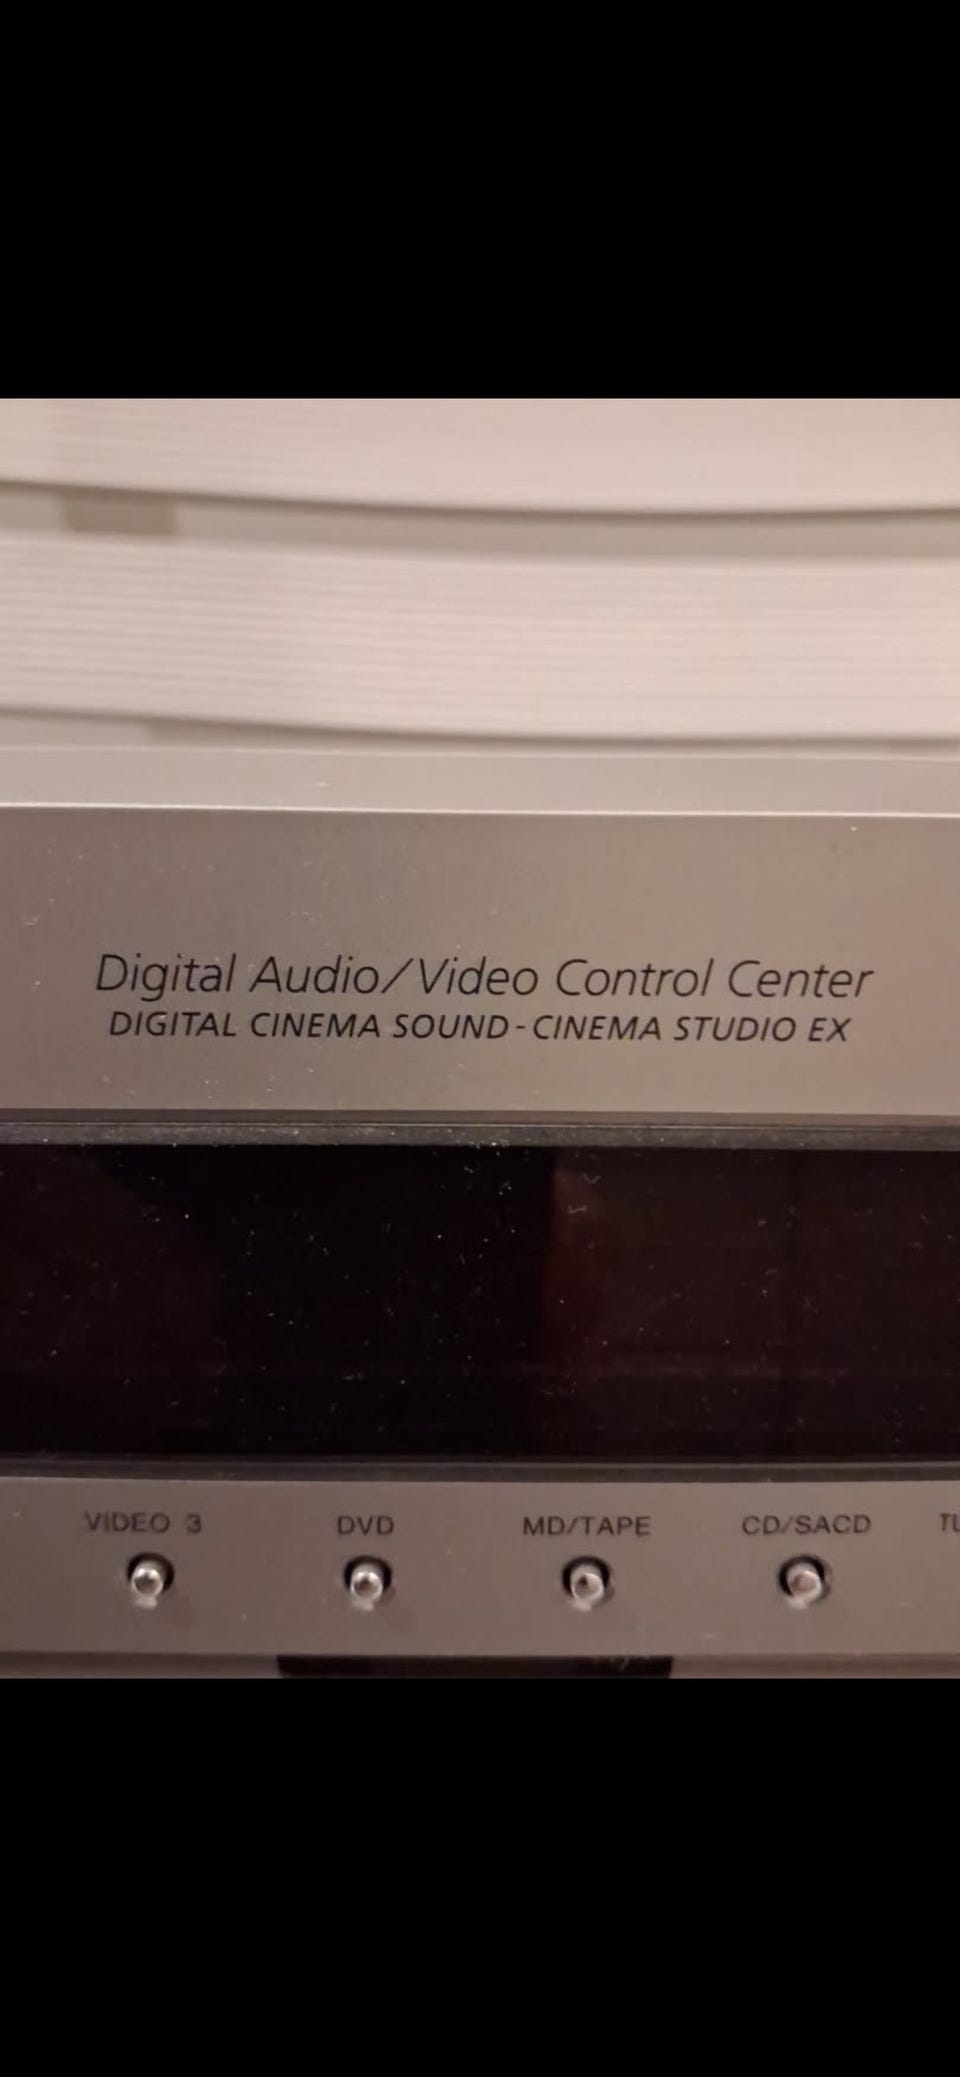 Digital Audio/Video Control Center
DIGITAL CINEMA SOUND - CINEMA STUDIO EX
VIDEO 3 DVD MD/TAPE CD/SACD